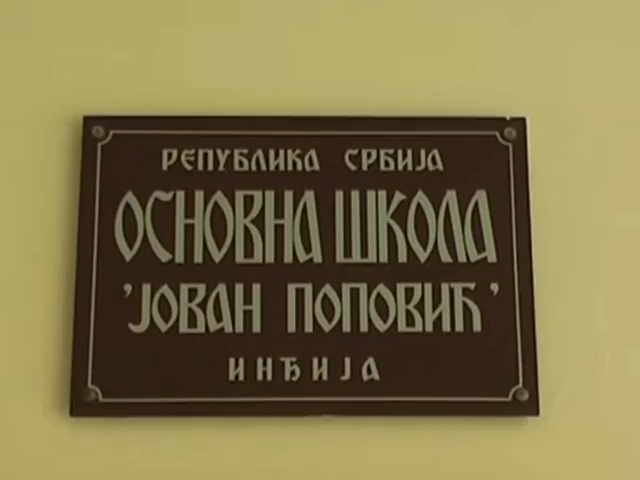 РЕПУБЛИКА СРБИЈА
ОСНОВНА ШКОЛА
'ЈОВАН ПОПОВИЋ'
ИНЂИЈА